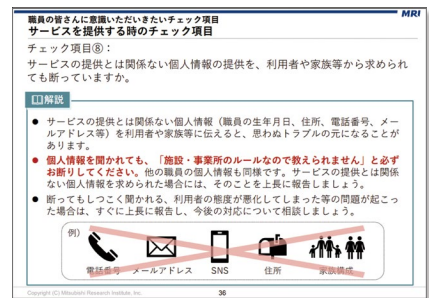 MRI
職員の皆さんに意識いただいきたいチェック項目
サービスを提供する時のチェック項目
チェック項目⑧：
サービスの提供とは関係ない個人情報の提供を、利用者や家族等から求められ
ても断っていますか。
解説
● サービスの提供とは関係ない個人情報（職員の生年月日、住所、電話番号、メー
ルアドレス等）を利用者や家族等に伝えると、思わぬトラブルの元になることが
あります。
● 個人情報を聞かれても、「施設・事業所のルールなので教えられません」と必ず
お断りしてください。他の職員の個人情報も同様です。サービスの提供とは関係
ない個人情報を求められた場合には、そのことを上長に報告しましょう。
● 断ってもしつこく聞かれる、利用者の態度が悪化してしまった等の問題が起こっ
た場合は、すぐに上長に報告し、今後の対応について相談しましょう。
例）
電話番号 メールアドレス SNS 住所 家族構成
Copyright (C) Mitsubishi Research Institute, Inc. 36